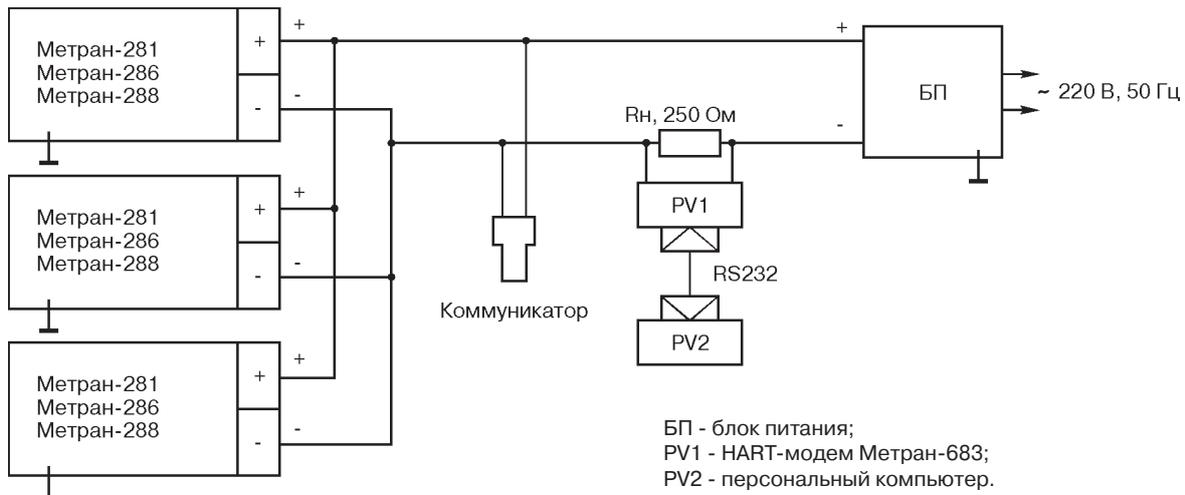 Метран-281
Метран-286
Метран-288
+
-
+
-
Метран-281
Метран-286
Метран-288
+
-
+
-
Метран-281
Метран-286
Метран-288
+
-
+
-
Коммуникатор
Rн, 250 Ом
PV1
RS232
PV2
+
-
БП
~ 220 В, 50 Гц
БП - блок питания;
PV1 - HART-модем Метран-683;
PV2 - персональный компьютер.